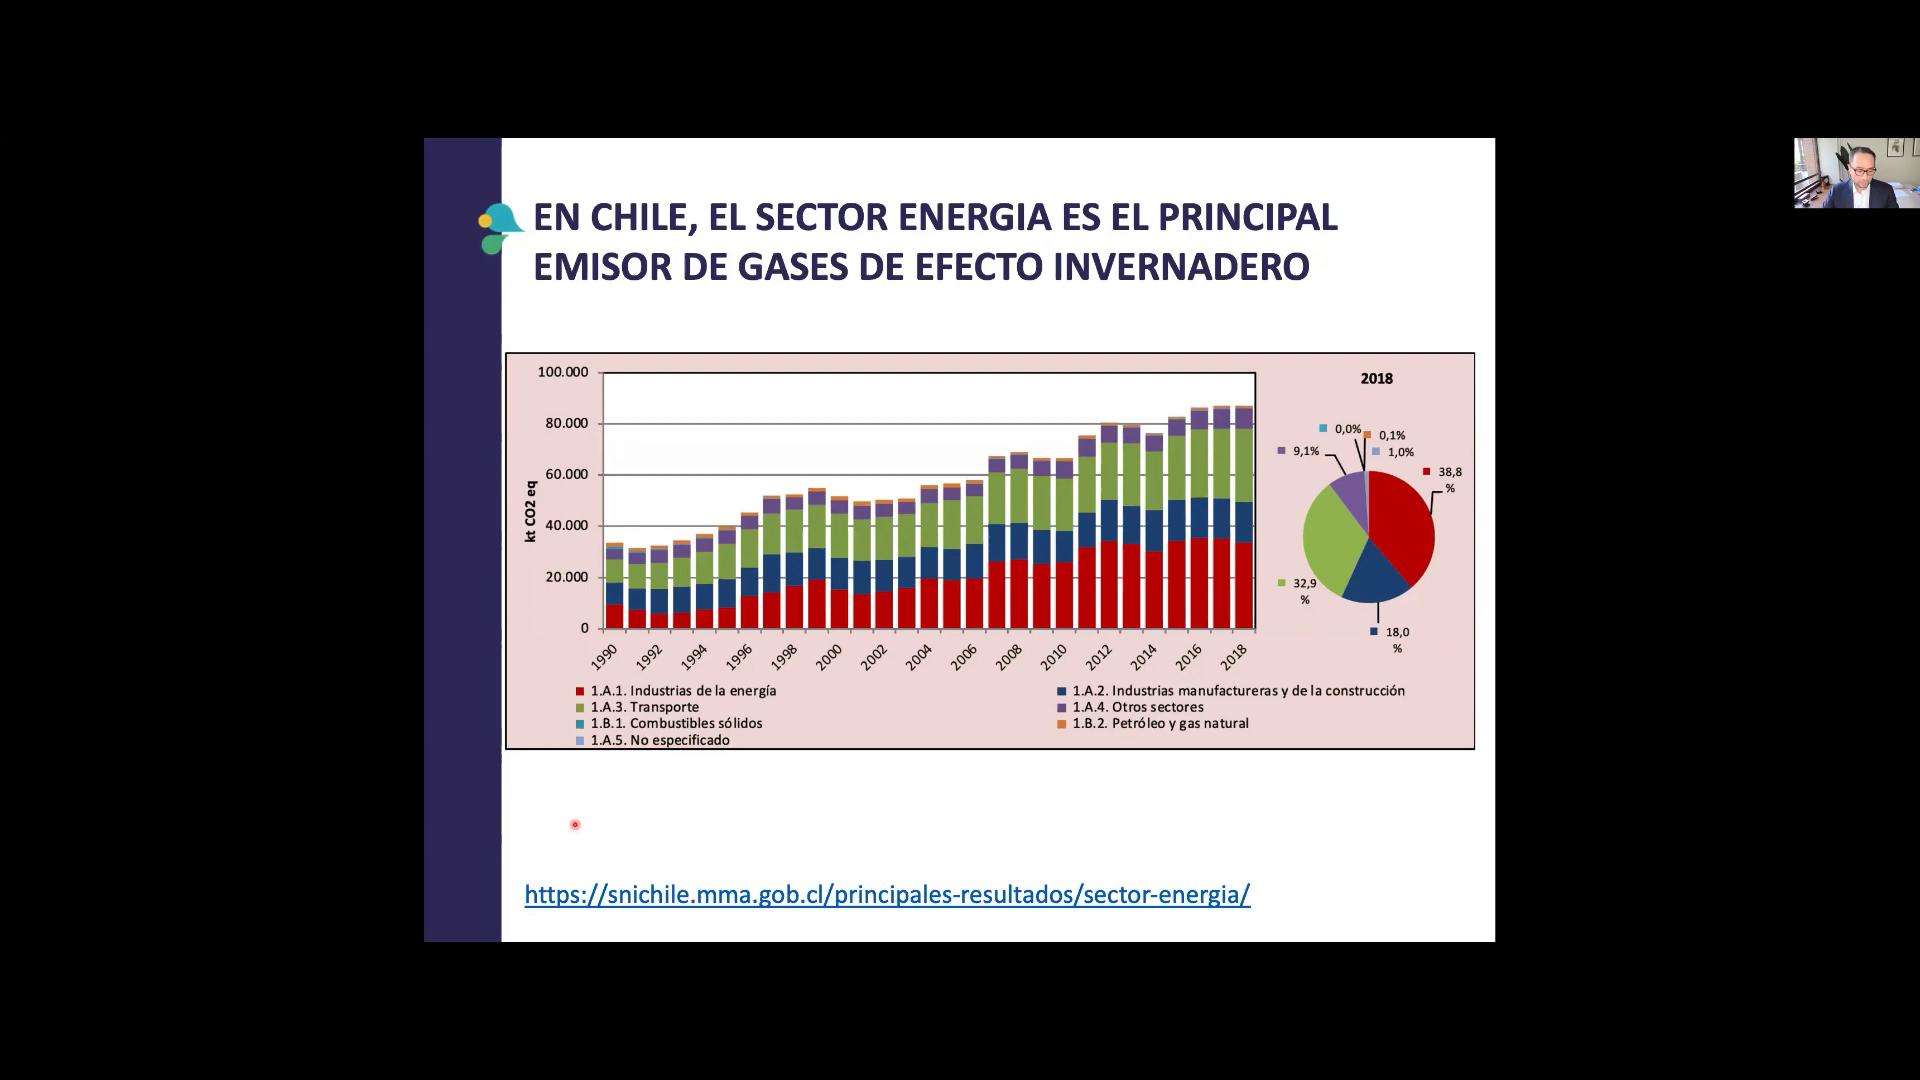 EN CHILE, EL SECTOR ENERGIA ES EL PRINCIPAL
EMISOR DE GASES DE EFECTO INVERNADERO
kt CO2 eq
100.000
80.000
60.000
40.000
20.000
0
1990
1992
1994
1996
1998
2000
2002
2004
2006
2008
2010
2012
2014
2016
2018
2018
0,0%
0,1%
9,1%
1,0%
38,8
%
32,9
%
18,0
%
1.A.1. Industrias de la energía
1.A.2. Industrias manufactureras y de la construcción
1.A.3. Transporte
1.A.4. Otros sectores
1.B.1. Combustibles sólidos
1.B.2. Petróleo y gas natural
1.A.5. No especificado
https://snichile.mma.gob.cl/principales-resultados/sector-energia/